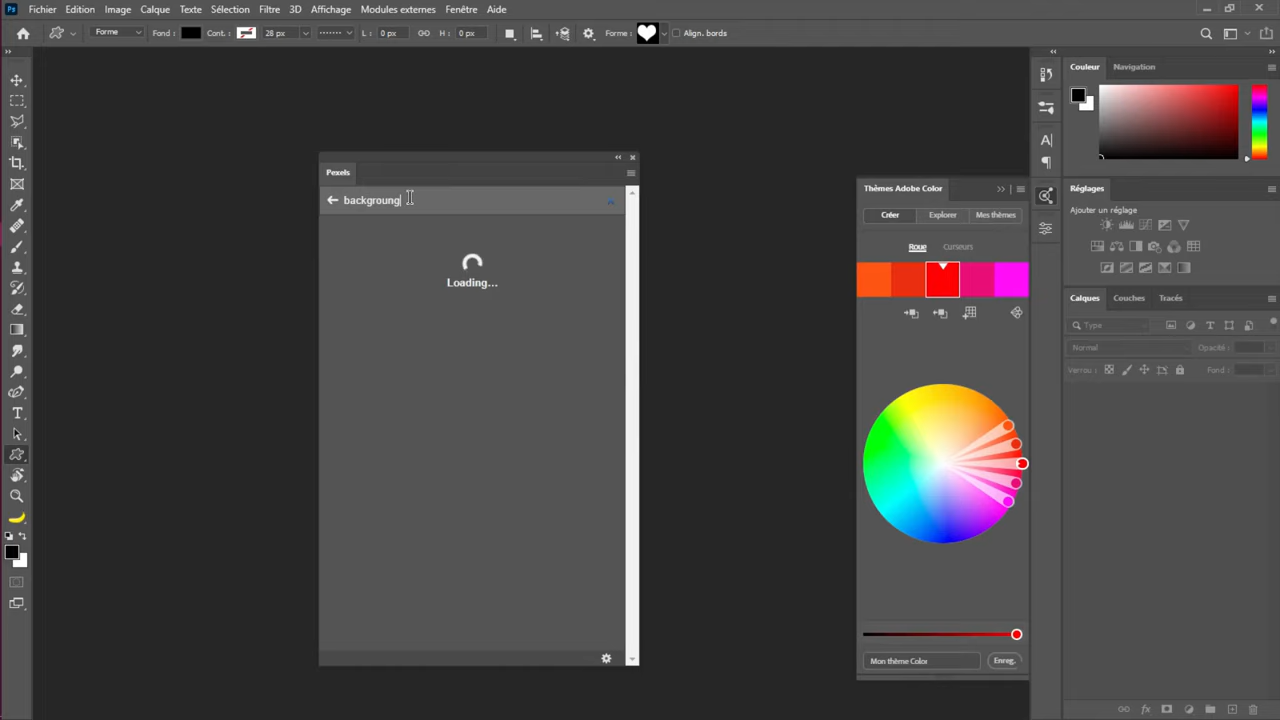 Ps Fichier Edition Image Calque Texte Sélection Filtre 3D Affichage Modules externes Fenêtre Aide
Forme Fond : Cont. : 28 px L : 0 px H : 0 px Forme : Align. bords
Couleur Navigation
Pexels
backgroung
Loading...
Thèmes Adobe Color
Créer Explorer Mes thèmes
Roue Curseurs
Mon thème Color Enreg.
Réglages
Ajouter un réglage
Calques Couches Tracés
Type
Normal Opacité :
Verrou : Fond :
fx